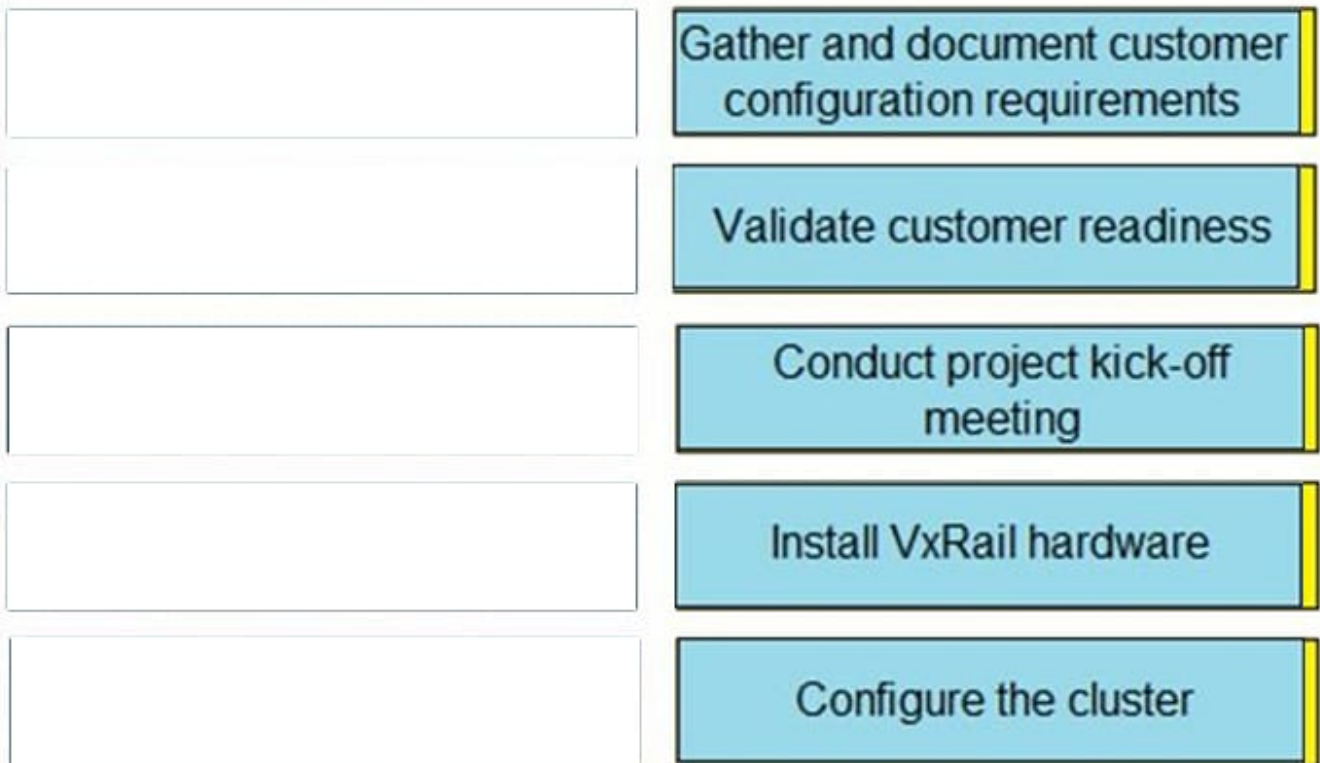 Gather and document customer
configuration requirements
Validate customer readiness
Conduct project kick-off
meeting
Install VxRail hardware
Configure the cluster